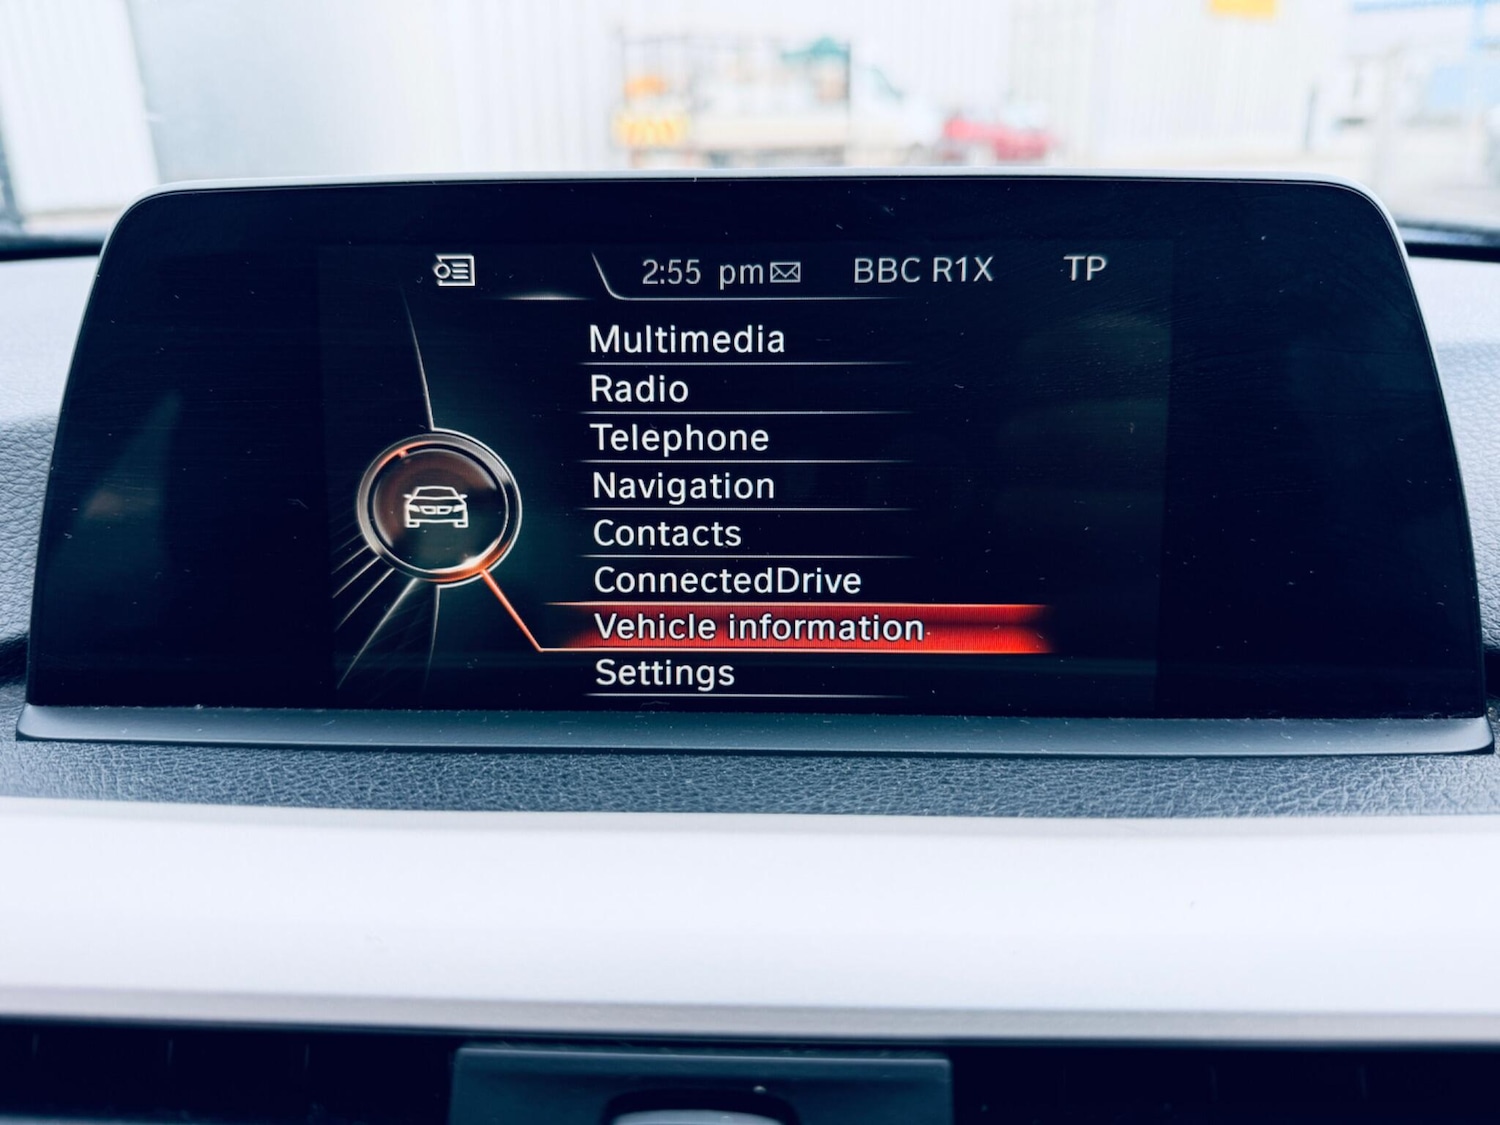 2:55 pm BBC R1X TP
Multimedia
Radio
Telephone
Navigation
Contacts
ConnectedDrive
Vehicle information
Settings